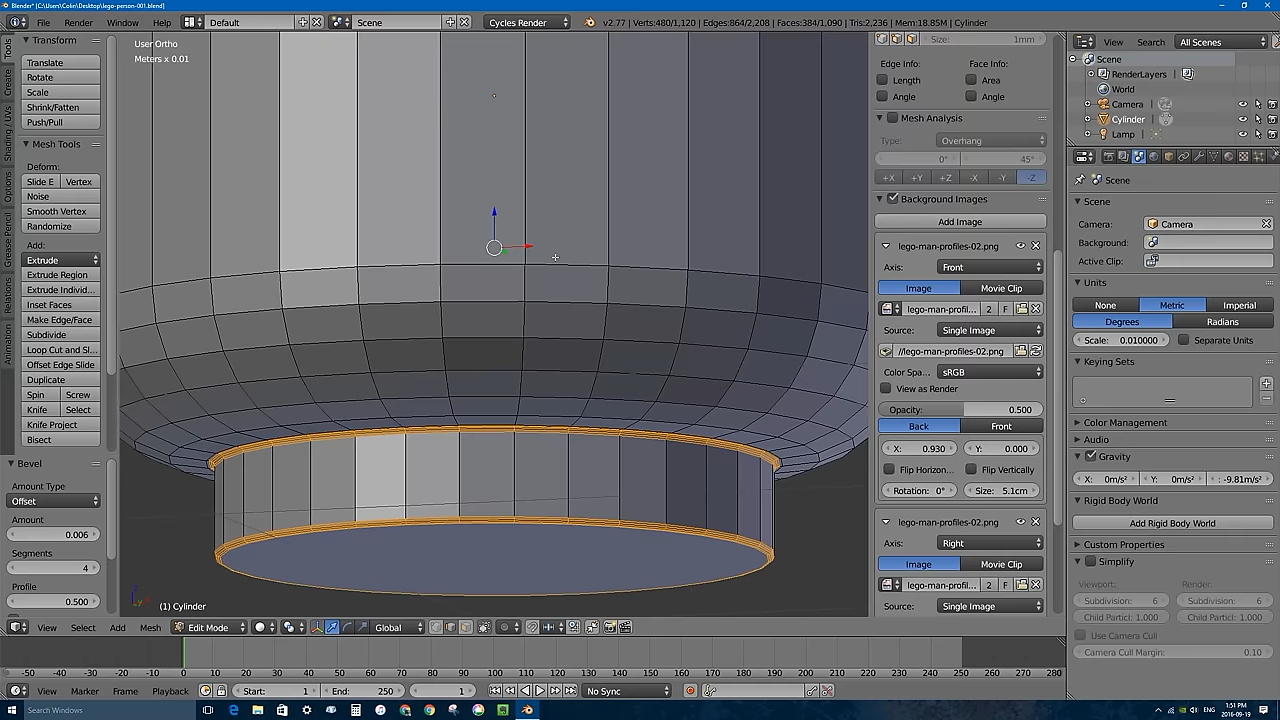 Blender* [C:\Users\Colin\Desktop\lego-person-001.blend]
File
Render
Window
Help
Default
Scene
Cycles Render
v2.77 | Verts:480/1,120 | Edges:864/2,208 | Faces:384/1,090 | Tris:2,236 | Mem:18.85M | Cylinder
Tools
Create
Shading / UVs
Options
Grease Pencil
Relations
Animation
Transform
Translate
Rotate
Scale
Shrink/Fatten
Push/Pull
Mesh Tools
Deform:
Slide E
Vertex
Noise
Smooth Vertex
Randomize
Add:
Extrude
Extrude Region
Extrude Individ...
Inset Faces
Make Edge/Face
Subdivide
Loop Cut and Sl...
Offset Edge Slide
Duplicate
Spin
Screw
Knife
Select
Knife Project
Bisect
Bevel
Amount Type
Offset
Amount
0.006
Segments
4
Profile
0.500
User Ortho
Meters x 0.01
(1) Cylinder
Size:
1mm
Edge Info:
Face Info:
Length
Area
Angle
Angle
Mesh Analysis
Type:
Overhang
0°
45°
+X
+Y
+Z
-X
-Y
-Z
Background Images
Add Image
lego-man-profiles-02.png
Axis:
Front
Image
Movie Clip
lego-man-profil...
2
F
Source:
Single Image
//lego-man-profiles-02.png
Color Spa...
sRGB
View as Render
Opacity:
0.500
Back
Front
X:
0.930
Y:
0.000
Flip Horizon...
Flip Vertically
Rotation: 0°
Size: 5.1cm
lego-man-profiles-02.png
Axis:
Right
Image
Movie Clip
lego-man-profil...
2
F
Source:
Single Image
View
Search
All Scenes
Scene
RenderLayers
World
Camera
Cylinder
Lamp
Scene
Scene
Camera:
Camera
Background:
Active Clip:
Units
None
Metric
Imperial
Degrees
Radians
Scale: 0.010000
Separate Units
Keying Sets
Color Management
Audio
Gravity
X:
0m/s²
Y:
0m/s²
-9.81m/s²
Rigid Body World
Add Rigid Body World
Custom Properties
Simplify
Viewport:
Render:
Subdivision:
6
Subdivision:
6
Child Particl: 1.000
Child Particl: 1.000
Use Camera Cull
Camera Cull Margin:
0.10
View
Select
Add
Mesh
Edit Mode
Global
-50 -40 -30 -20 -10 0 10 20 30 40 50 60 70 80 90 100 110 120 130 140 150 160 170 180 190 200 210 220 230 240 250 260 270 280
View
Marker
Frame
Playback
Start:
1
End:
250
1
No Sync
Search Windows
ENG
1:51 PM
2016-09-19